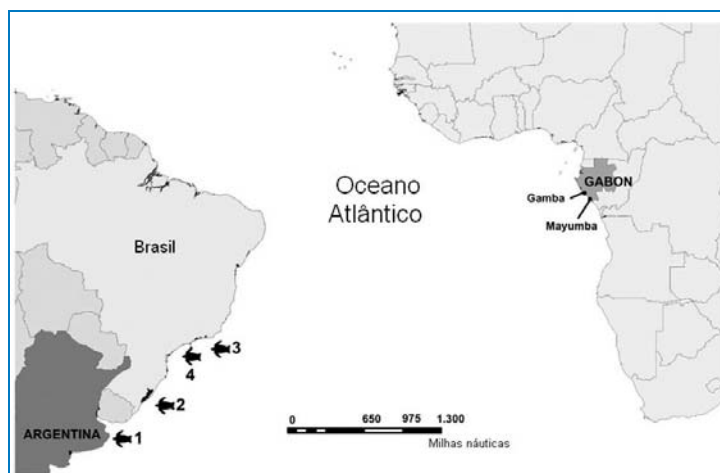 GABON
Gamba
Mayumba
Oceano
Atlântico
Brasil
3
4
2
ARGENTINA
1
0 650 975 1.300
Milhas náuticas